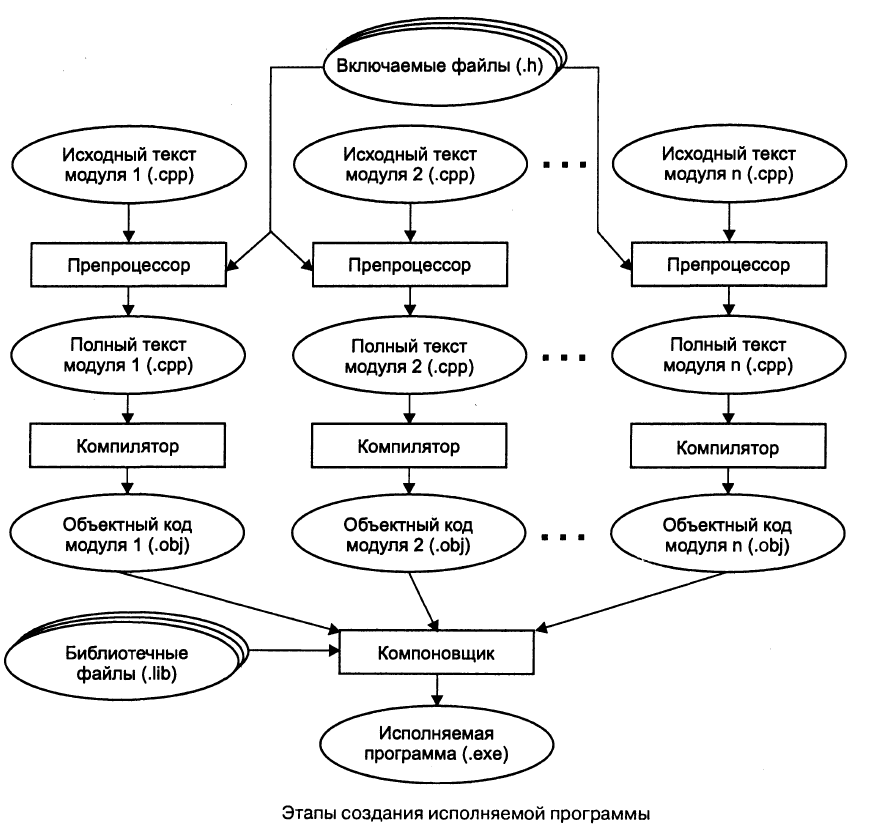 Включаемые файлы (.h)
Исходный текст
модуля 1 (.cpp)
Исходный текст
модуля 2 (.cpp)
Исходный текст
модуля n (.cpp)
Препроцессор
Препроцессор
Препроцессор
Полный текст
модуля 1 (.cpp)
Полный текст
модуля 2 (.cpp)
Полный текст
модуля n (.cpp)
Компилятор
Компилятор
Компилятор
Объектный код
модуля 1 (.obj)
Объектный код
модуля 2 (.obj)
Объектный код
модуля n (.obj)
Библиотечные
файлы (.lib)
Компоновщик
Исполняемая
программа (.exe)
Этапы создания исполняемой программы